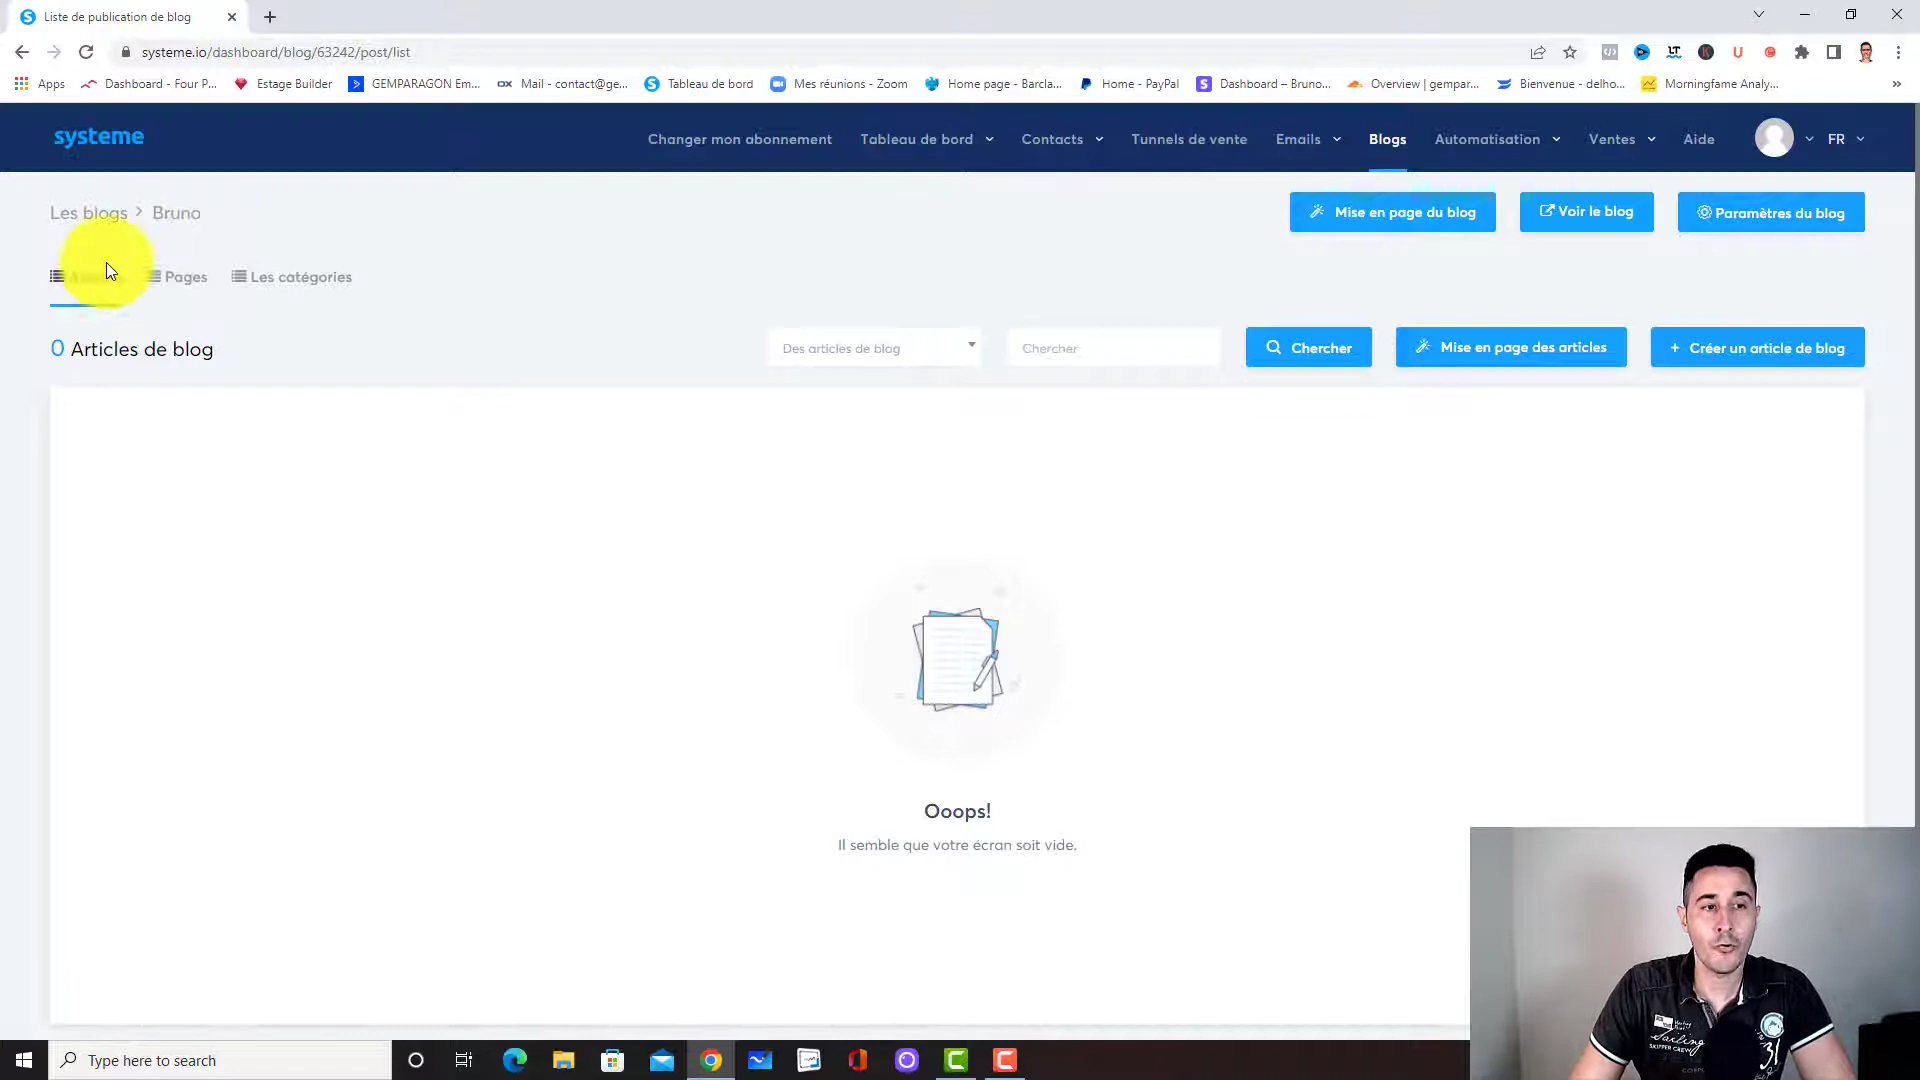 Liste de publication de blog
systeme.io/dashboard/blog/63242/post/list
Apps
Dashboard - Four P...
Estage Builder
GEMPARAGON Em...
Mail - contact@ge...
Tableau de bord
Mes réunions - Zoom
Home page - Barcla...
Home - PayPal
Dashboard – Bruno...
Overview | gempar...
Bienvenue - delho...
Morningfame Analy...
systeme
Changer mon abonnement
Tableau de bord
Contacts
Tunnels de vente
Emails
Blogs
Automatisation
Ventes
Aide
FR
Les blogs > Bruno
Mise en page du blog
Voir le blog
Paramètres du blog
Pages
Les catégories
0 Articles de blog
Des articles de blog
Chercher
Chercher
Mise en page des articles
+ Créer un article de blog
Ooops!
Il semble que votre écran soit vide.
Sailing
SKIPPER CREW
31
Type here to search